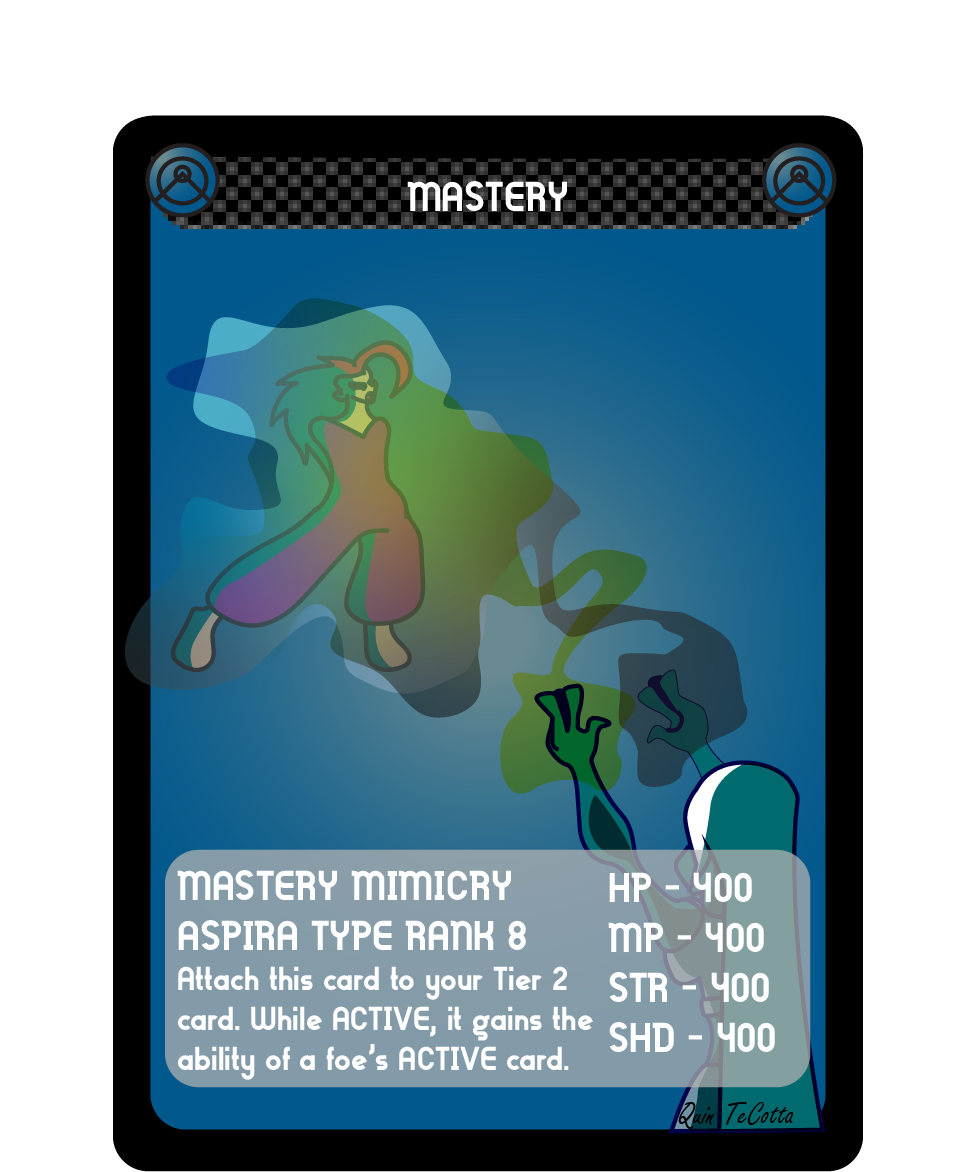 MASTERY
MASTERY MIMICRY
ASPIRA TYPE RANK 8
Attach this card to your Tier 2
card. While ACTIVE, it gains the
ability of a foe's ACTIVE card.
HP - 400
MP - 400
STR - 400
SHD - 400
Quin TeCotta